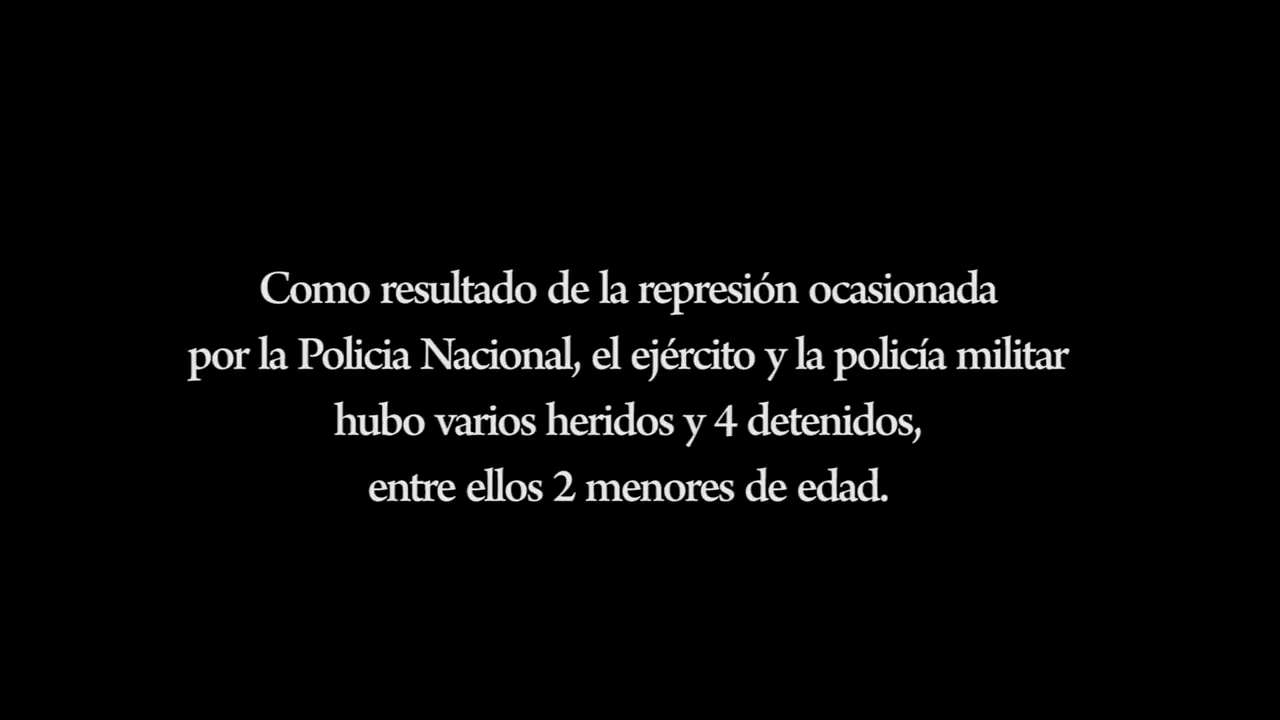 Como resultado de la represión ocasionada
por la Policia Nacional, el ejército y la policía militar
hubo varios heridos y 4 detenidos,
entre ellos 2 menores de edad.